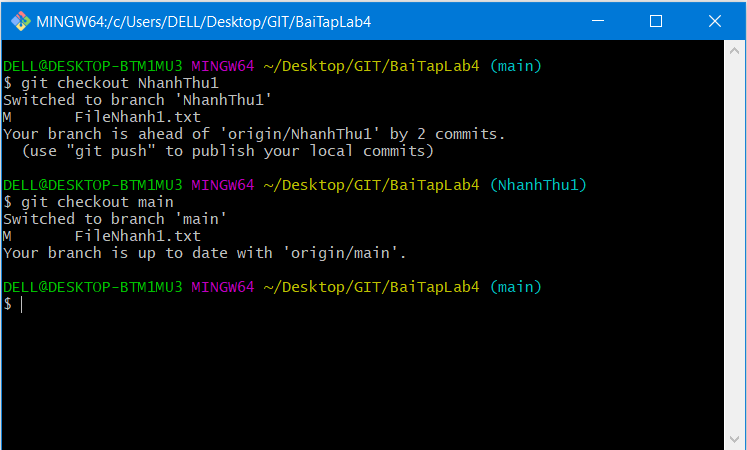 MINGW64:/c/Users/DELL/Desktop/GIT/BaiTapLab4
DELL@DESKTOP-BTM1MU3 MINGW64 ~/Desktop/GIT/BaiTapLab4 (main)
$ git checkout NhanhThu1
Switched to branch 'NhanhThu1'
M       FileNhanh1.txt
Your branch is ahead of 'origin/NhanhThu1' by 2 commits.
  (use "git push" to publish your local commits)
DELL@DESKTOP-BTM1MU3 MINGW64 ~/Desktop/GIT/BaiTapLab4 (NhanhThu1)
$ git checkout main
Switched to branch 'main'
M       FileNhanh1.txt
Your branch is up to date with 'origin/main'.
DELL@DESKTOP-BTM1MU3 MINGW64 ~/Desktop/GIT/BaiTapLab4 (main)
$